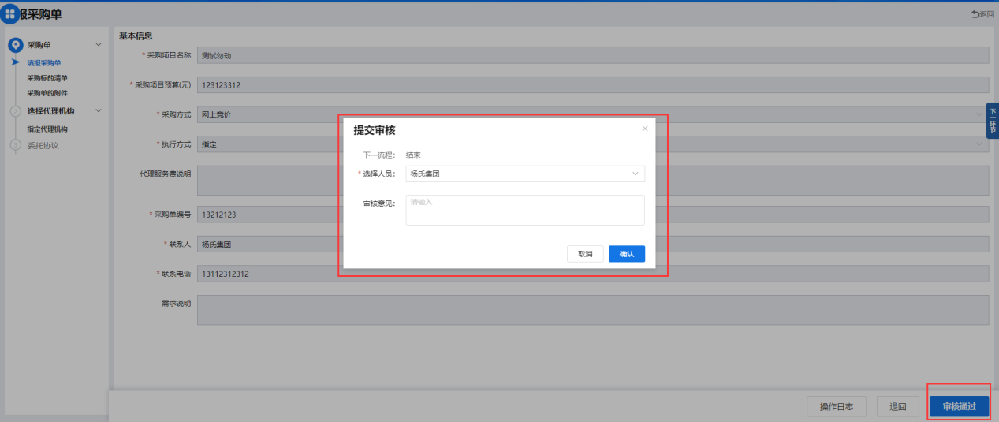 报采购单
返回
采购单
填报采购单
采购标的清单
采购单的附件
2 选择代理机构
指定代理机构
3 委托协议
基本信息
* 采购项目名称 测试勿动
* 采购项目预算(元) 123123312
* 采购方式 网上竞价
* 执行方式 指定
代理服务费说明
* 采购单编号 13212123
* 联系人 杨氏集团
* 联系电话 13112312312
需求说明
提交审核
下一流程: 结束
* 选择人员: 杨氏集团
审核意见: 请输入
取消 确认
下一环节
操作日志 退回 审核通过